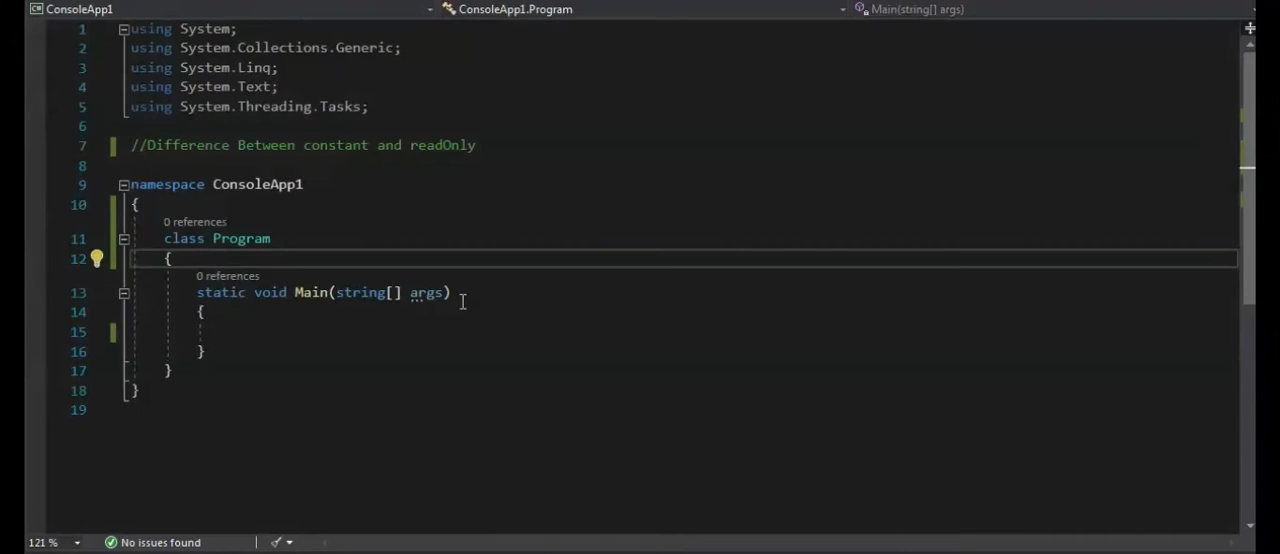 ConsoleApp1 ConsoleApp1.Program Main(string[] args)
1 using System;
2 using System.Collections.Generic;
3 using System.Linq;
4 using System.Text;
5 using System.Threading.Tasks;
6
7 //Difference Between constant and readOnly
8
9 namespace ConsoleApp1
10 {
0 references
11 class Program
12 {
0 references
13 static void Main(string[] args)
14 {
15
16 }
17 }
18 }
19
121 % No issues found